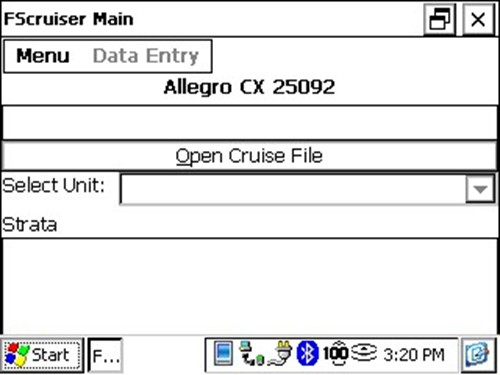 FScruiser Main
Menu Data Entry
Allegro CX 25092
Open Cruise File
Select Unit:
Strata
Start F... 100 3:20 PM